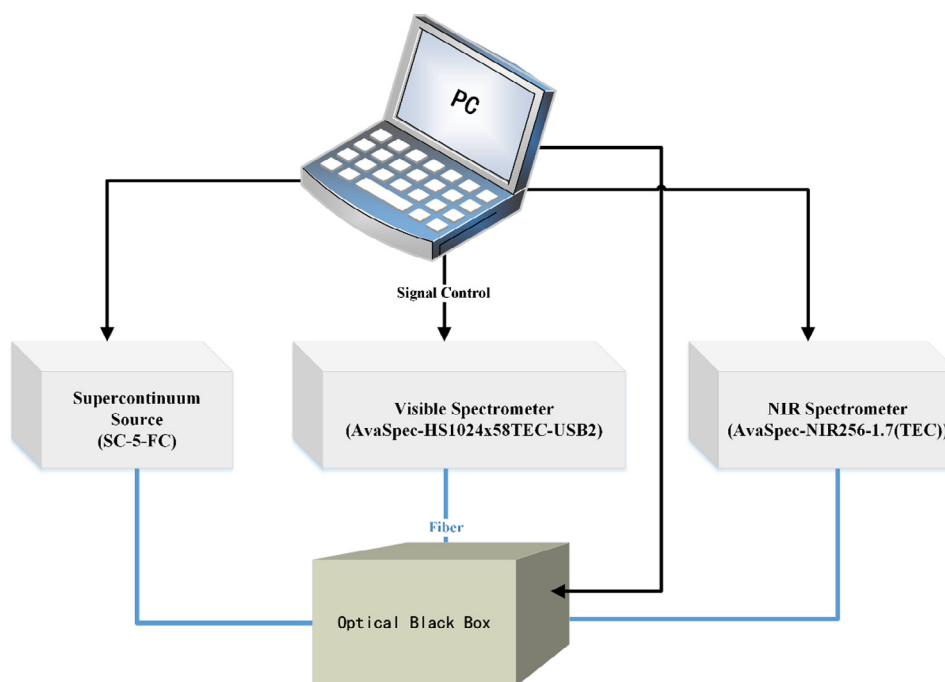 PC
Signal Control
Supercontinuum
Source
(SC-5-FC)
Visible Spectrometer
(AvaSpec-HS1024x58TEC-USB2)
NIR Spectrometer
(AvaSpec-NIR256-1.7(TEC))
Fiber
Optical Black Box